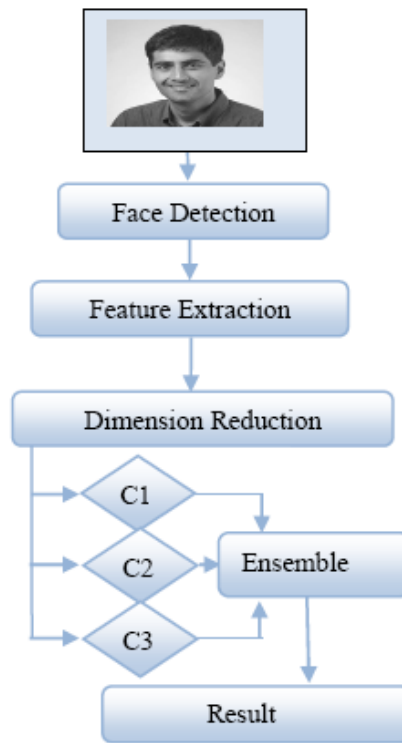 Face Detection
Feature Extraction
Dimension Reduction
C1
C2
Ensemble
C3
Result